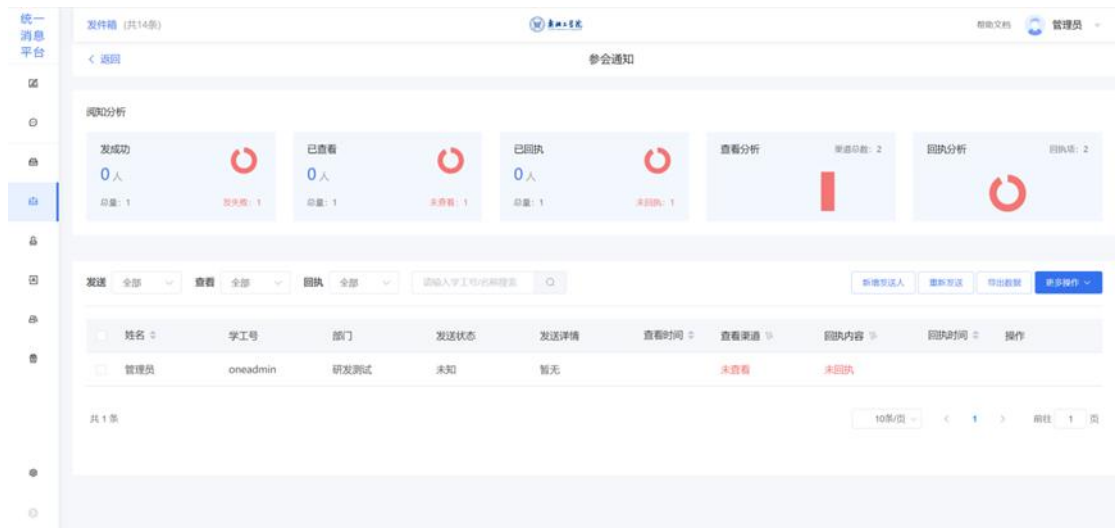 统一
消息
平台
发件箱 (共14条)
帮助文档 管理员
< 返回 参会通知
阅知分析
发成功 已查看 已回执 查看分析 渠道总数: 2 回执分析 回执项: 2
0人 0人 0人
总量: 1 发失败: 1 总量: 1 未查看: 1 总量: 1 未回执: 1
发送 全部 查看 全部 回执 全部 请输入学工号/名称搜索 新增发送人 重新发送 导出数据 更多操作
姓名 学工号 部门 发送状态 发送详情 查看时间 查看渠道 回执内容 回执时间 操作
管理员 oneadmin 研发测试 未知 暂无 未查看 未回执
共 1 条 10条/页 < 1 > 前往 1 页